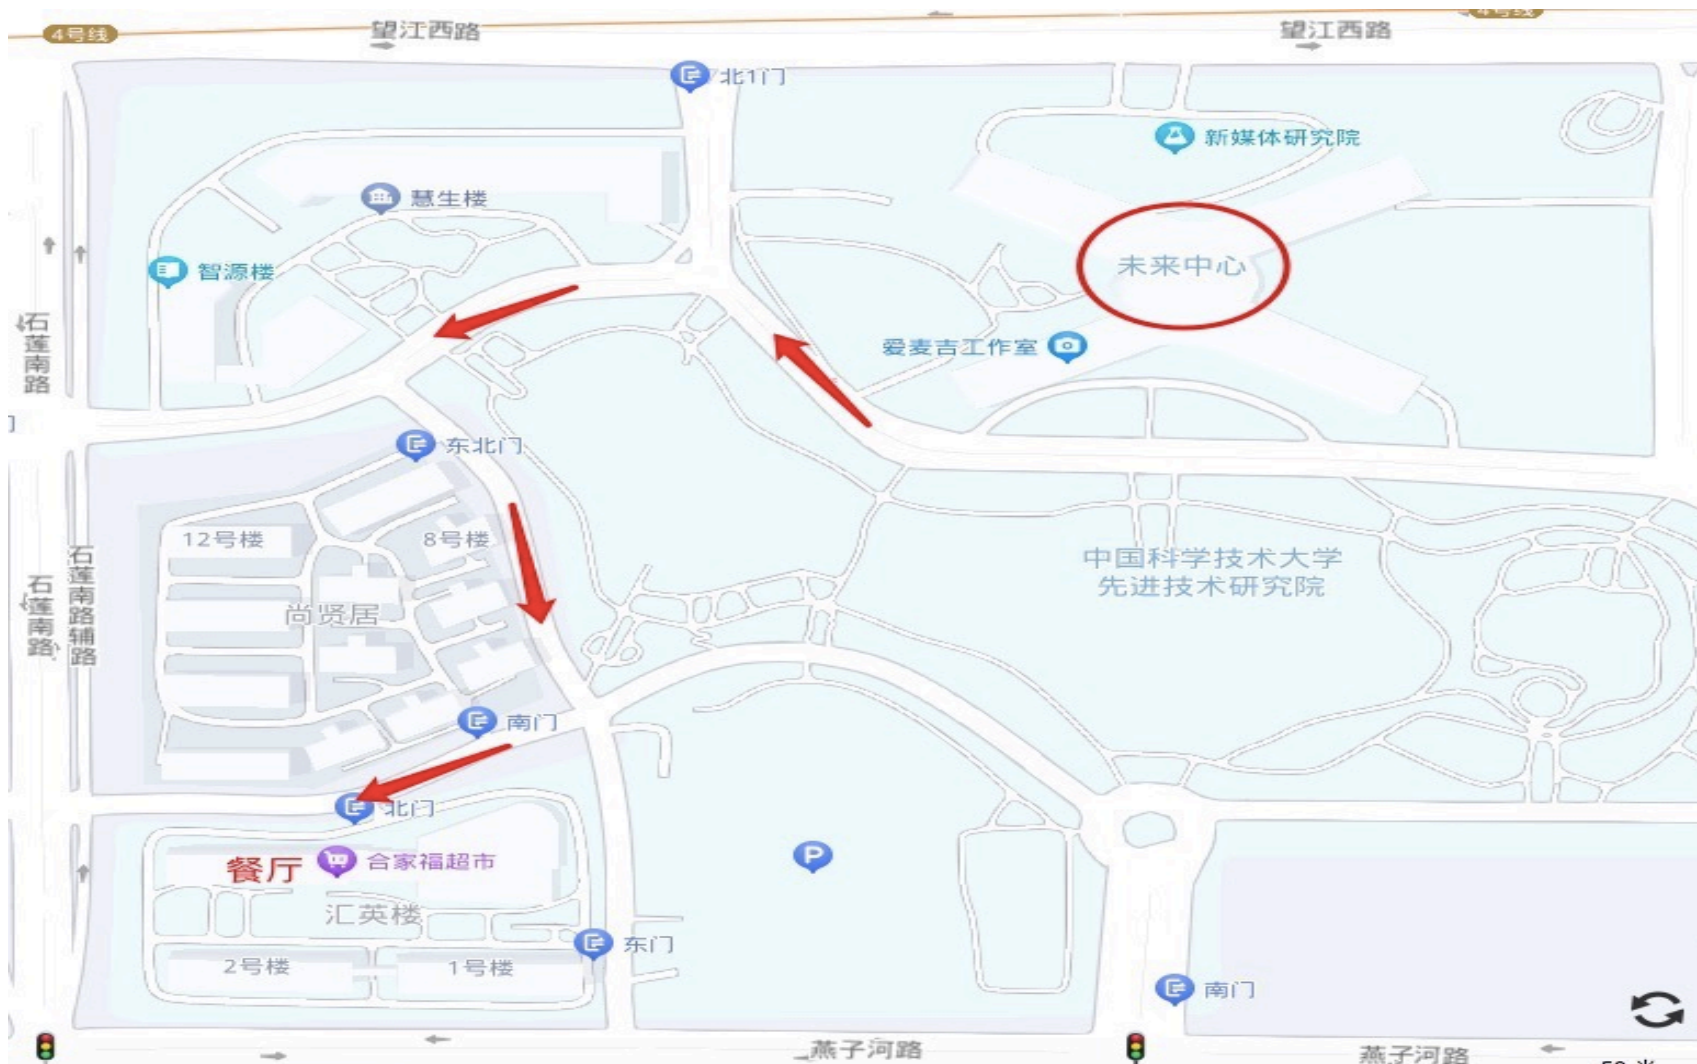 4号线
望江西路
望江西路
4号线
北1门
新媒体研究院
慧生楼
智源楼
未来中心
爱麦吉工作室
石莲南路
东北门
12号楼
8号楼
中国科学技术大学
先进技术研究院
石莲南路辅路
石莲南路
尚贤居
南门
北门
餐厅
合家福超市
P
汇英楼
东门
2号楼
1号楼
南门
燕子河路
燕子河路